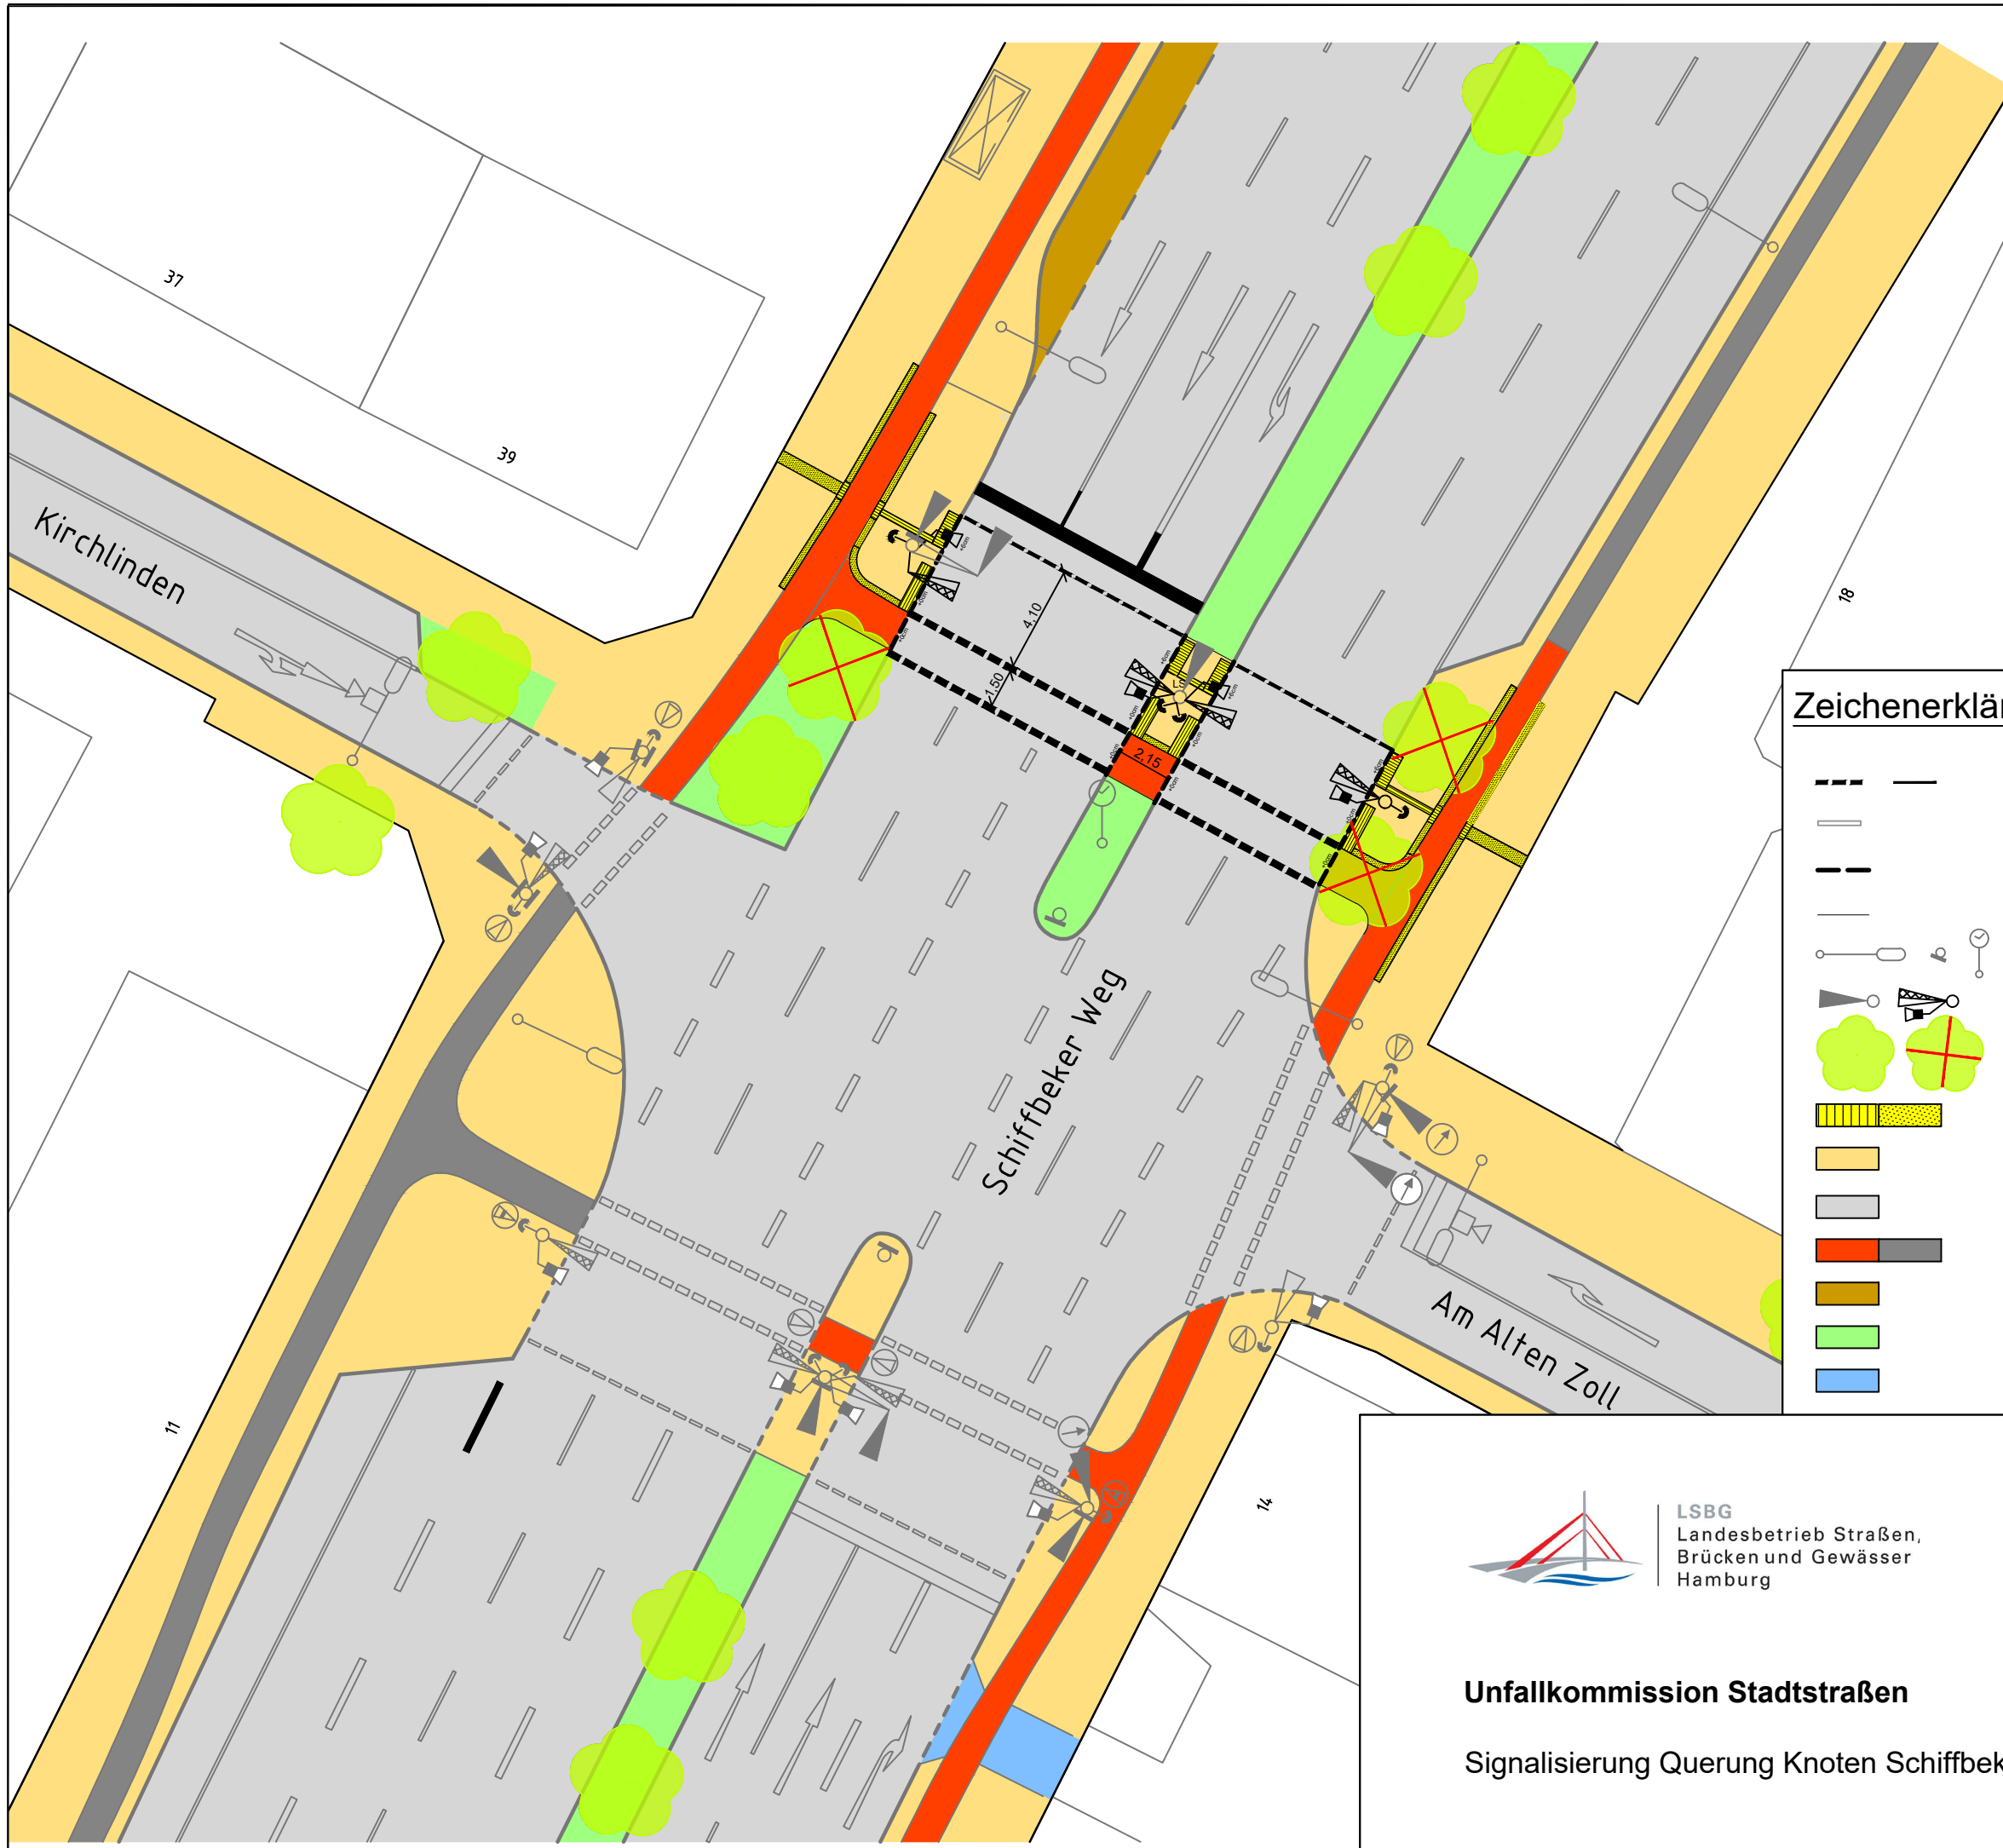 37
39
Kirchlinden
18
4,10
1,50
2,15
Schiffbeker Weg
Am Alten Zoll
11
14
Zeichenerklär
LSBG
Landesbetrieb Straßen,
Brücken und Gewässer
Hamburg
Unfallkommission Stadtstraßen
Signalisierung Querung Knoten Schiffbek